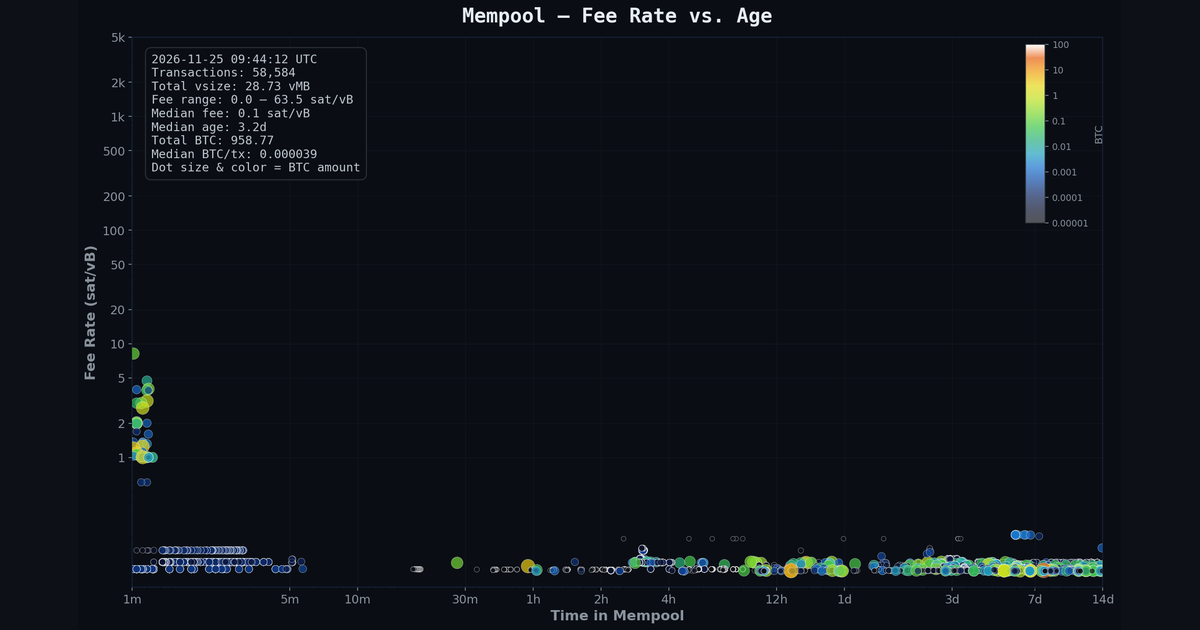 Mempool — Fee Rate vs. Age
2026-11-25 09:44:12 UTC
Transactions: 58,584
Total vsize: 28.73 vMB
Fee range: 0.0 – 63.5 sat/vB
Median fee: 0.1 sat/vB
Median age: 3.2d
Total BTC: 958.77
Median BTC/tx: 0.000039
Dot size & color = BTC amount
100
10
1
0.1
0.01
0.001
0.0001
0.00001
BTC
5k
2k
1k
500
200
100
50
20
10
5
2
1
Fee Rate (sat/vB)
1m 5m 10m 30m 1h 2h 4h 12h 1d 3d 7d 14d
Time in Mempool